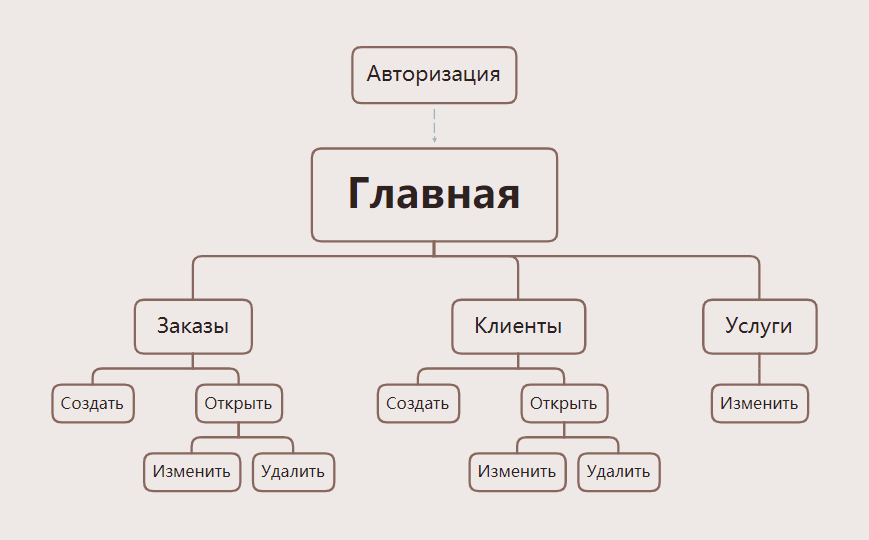 Авторизация
Главная
Заказы
Клиенты
Услуги
Создать
Открыть
Создать
Открыть
Изменить
Изменить
Удалить
Изменить
Удалить